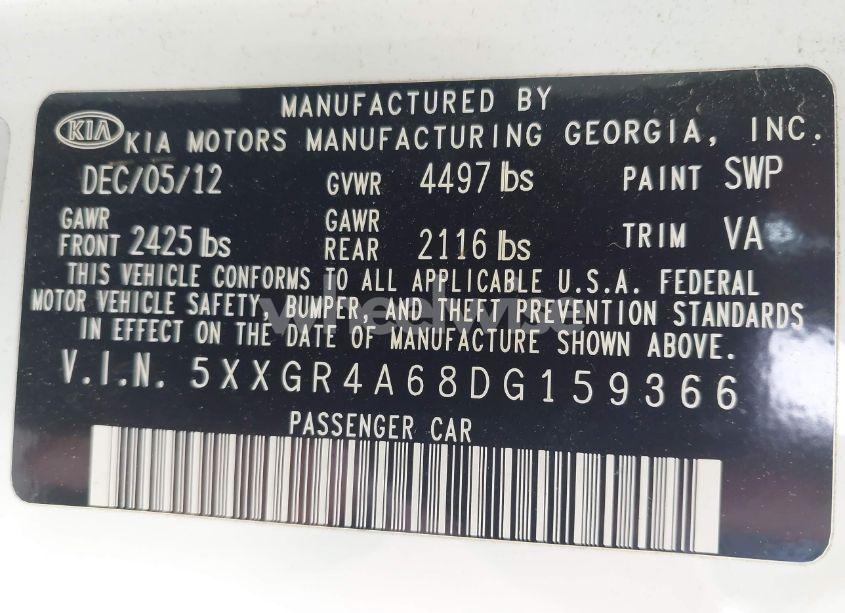 MANUFACTURED BY
KIA KIA MOTORS MANUFACTURING GEORGIA, INC.
DEC/05/12 GVWR 4497 lbs PAINT SWP
GAWR FRONT 2425 lbs GAWR REAR 2116 lbs TRIM VA
THIS VEHICLE CONFORMS TO ALL APPLICABLE U.S.A. FEDERAL
MOTOR VEHICLE SAFETY, BUMPER, AND THEFT PREVENTION STANDARDS
IN EFFECT ON THE DATE OF MANUFACTURE SHOWN ABOVE.
V.I.N. 5XXGR4A68DG159366
PASSENGER CAR